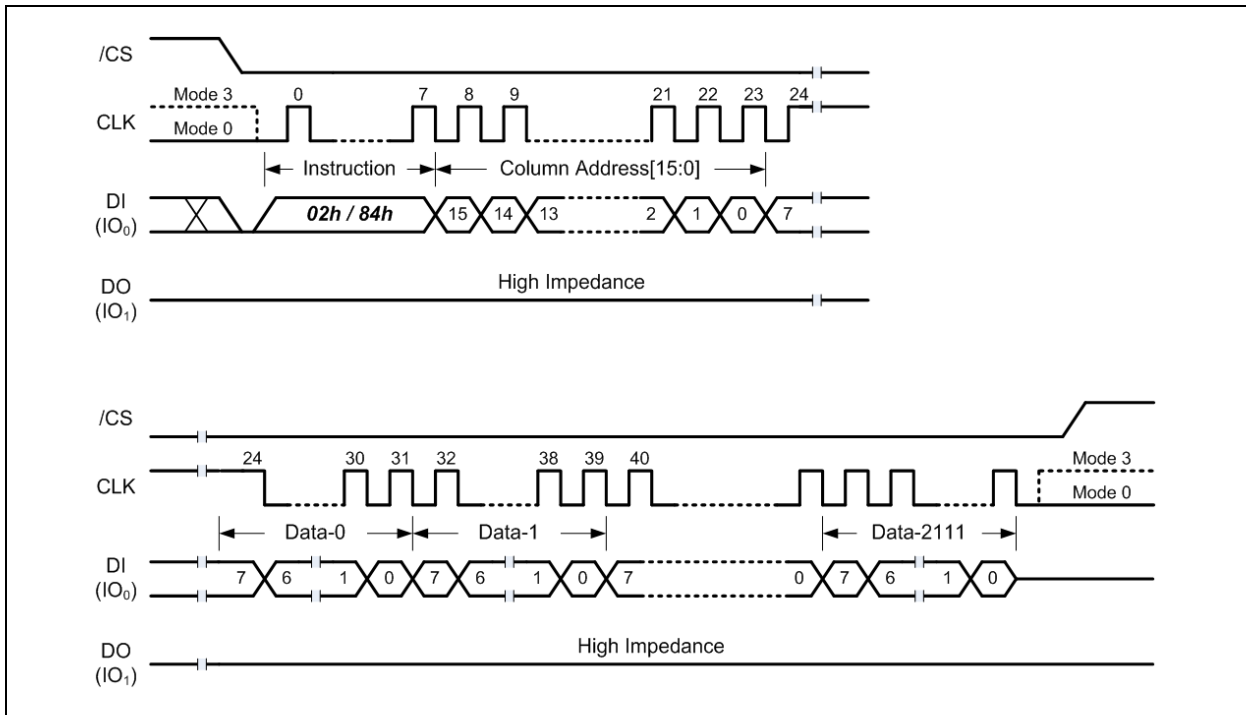 /CS
Mode 3 0 7 8 9 21 22 23 24
CLK
Mode 0
Instruction Column Address[15:0]
DI
(IO₀)
02h / 84h 15 14 13 2 1 0 7
High Impedance
DO
(IO₁)
/CS
24 30 31 32 38 39 40 Mode 3
CLK
Mode 0
Data-0 Data-1 Data-2111
DI
(IO₀)
7 6 1 0 7 6 1 0 7 0 7 6 1 0
High Impedance
DO
(IO₁)